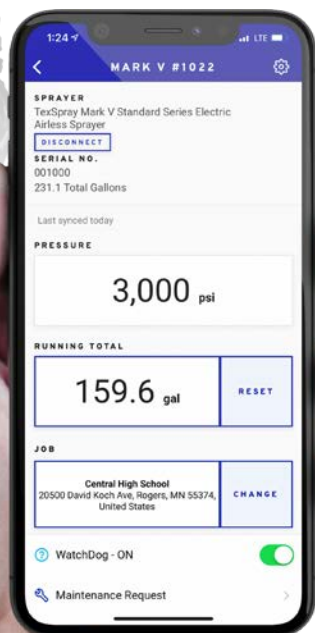 1:24
LTE
MARK V #1022
SPRAYER
TexSpray Mark V Standard Series Electric
Airless Sprayer
DISCONNECT
SERIAL NO.
001000
231.1 Total Gallons
Last synced today
PRESSURE
3,000 psi
RUNNING TOTAL
159.6 gal
RESET
JOB
Central High School
20500 David Koch Ave, Rogers, MN 55374,
United States
CHANGE
WatchDog - ON
Maintenance Request